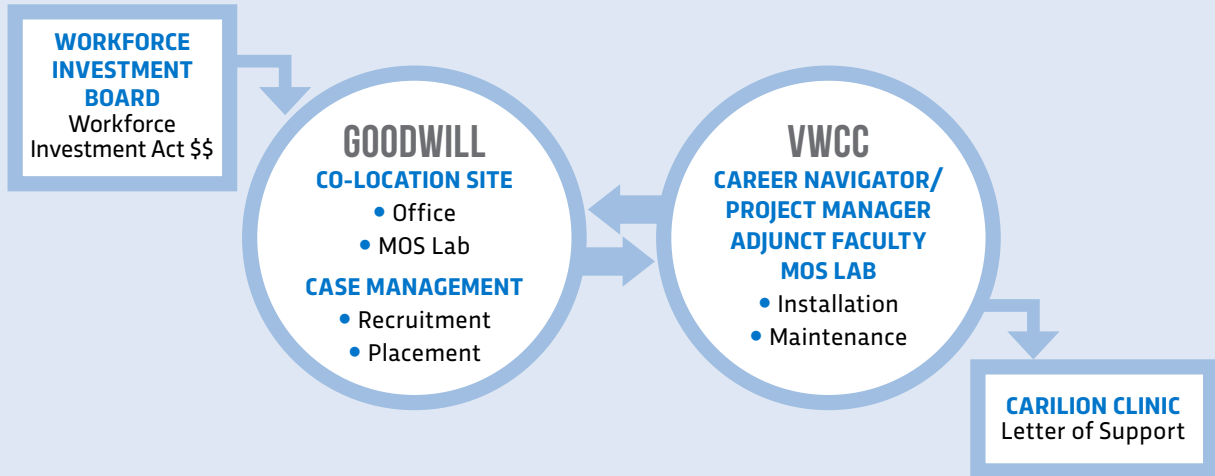 WORKFORCE
INVESTMENT
BOARD
Workforce
Investment Act $$
GOODWILL
CO-LOCATION SITE
• Office
• MOS Lab
CASE MANAGEMENT
• Recruitment
• Placement
VWCC
CAREER NAVIGATOR/
PROJECT MANAGER
ADJUNCT FACULTY
MOS LAB
• Installation
• Maintenance
CARILION CLINIC
Letter of Support